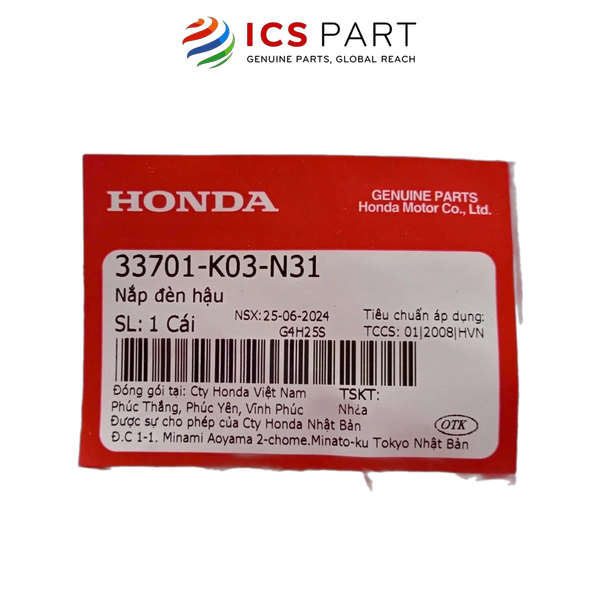 ICS PART
GENUINE PARTS, GLOBAL REACH
HONDA
GENUINE PARTS
Honda Motor Co., Ltd.
33701-K03-N31
Nắp đèn hậu
SL: 1 Cái
NSX: 25-06-2024
G4H25S
Tiêu chuẩn áp dụng:
TCCS: 01|2008|HVN
Đóng gói tại: Cty Honda Việt Nam
Phúc Thắng, Phúc Yên, Vĩnh Phúc
TSKT:
Nhựa
Được sự cho phép của Cty Honda Nhật Bản
Đ.C 1-1. Minami Aoyama 2-chome.Minato-ku Tokyo Nhật Bản
OTK